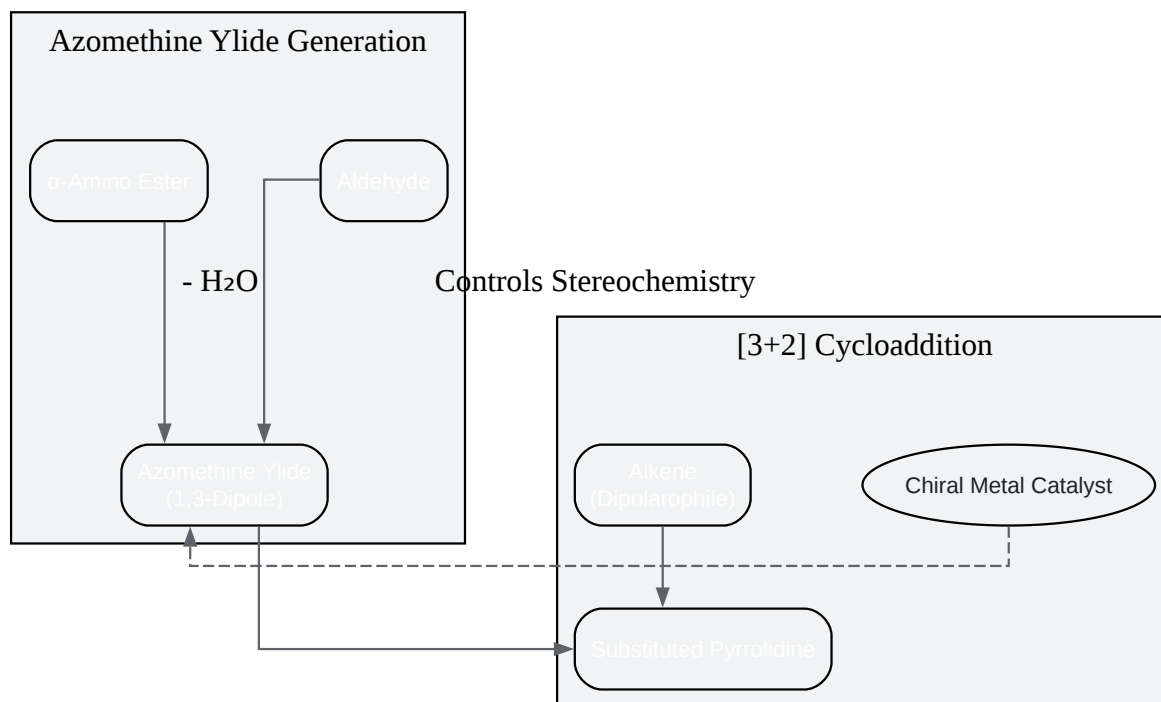 Azomethine Ylide Generation
α-Amino Ester
Aldehyde
- H₂O
Controls Stereochemistry
[3+2] Cycloaddition
Azomethine Ylide
(1,3-Dipole)
Alkene
(Dipolarophile)
Chiral Metal Catalyst
Substituted Pyrrolidine